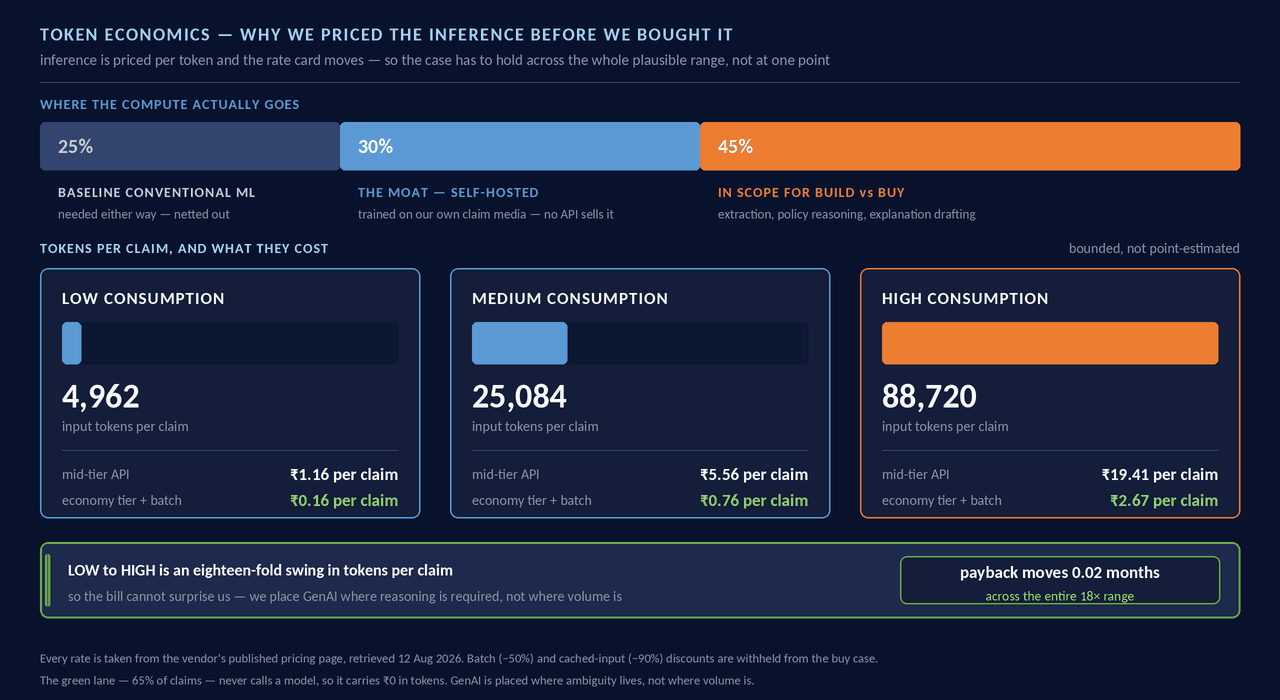 TOKEN ECONOMICS — WHY WE PRICED THE INFERENCE BEFORE WE BOUGHT IT
inference is priced per token and the rate card moves — so the case has to hold across the whole plausible range, not at one point
WHERE THE COMPUTE ACTUALLY GOES
25%
30%
45%
BASELINE CONVENTIONAL ML
needed either way — netted out
THE MOAT — SELF-HOSTED
trained on our own claim media — no API sells it
IN SCOPE FOR BUILD vs BUY
extraction, policy reasoning, explanation drafting
TOKENS PER CLAIM, AND WHAT THEY COST
bounded, not point-estimated
LOW CONSUMPTION
4,962
input tokens per claim
mid-tier API ₹1.16 per claim
economy tier + batch ₹0.16 per claim
MEDIUM CONSUMPTION
25,084
input tokens per claim
mid-tier API ₹5.56 per claim
economy tier + batch ₹0.76 per claim
HIGH CONSUMPTION
88,720
input tokens per claim
mid-tier API ₹19.41 per claim
economy tier + batch ₹2.67 per claim
LOW to HIGH is an eighteen-fold swing in tokens per claim
so the bill cannot surprise us — we place GenAI where reasoning is required, not where volume is
payback moves 0.02 months
across the entire 18× range
Every rate is taken from the vendor's published pricing page, retrieved 12 Aug 2026. Batch (−50%) and cached-input (−90%) discounts are withheld from the buy case.
The green lane — 65% of claims — never calls a model, so it carries ₹0 in tokens. GenAI is placed where ambiguity lives, not where volume is.